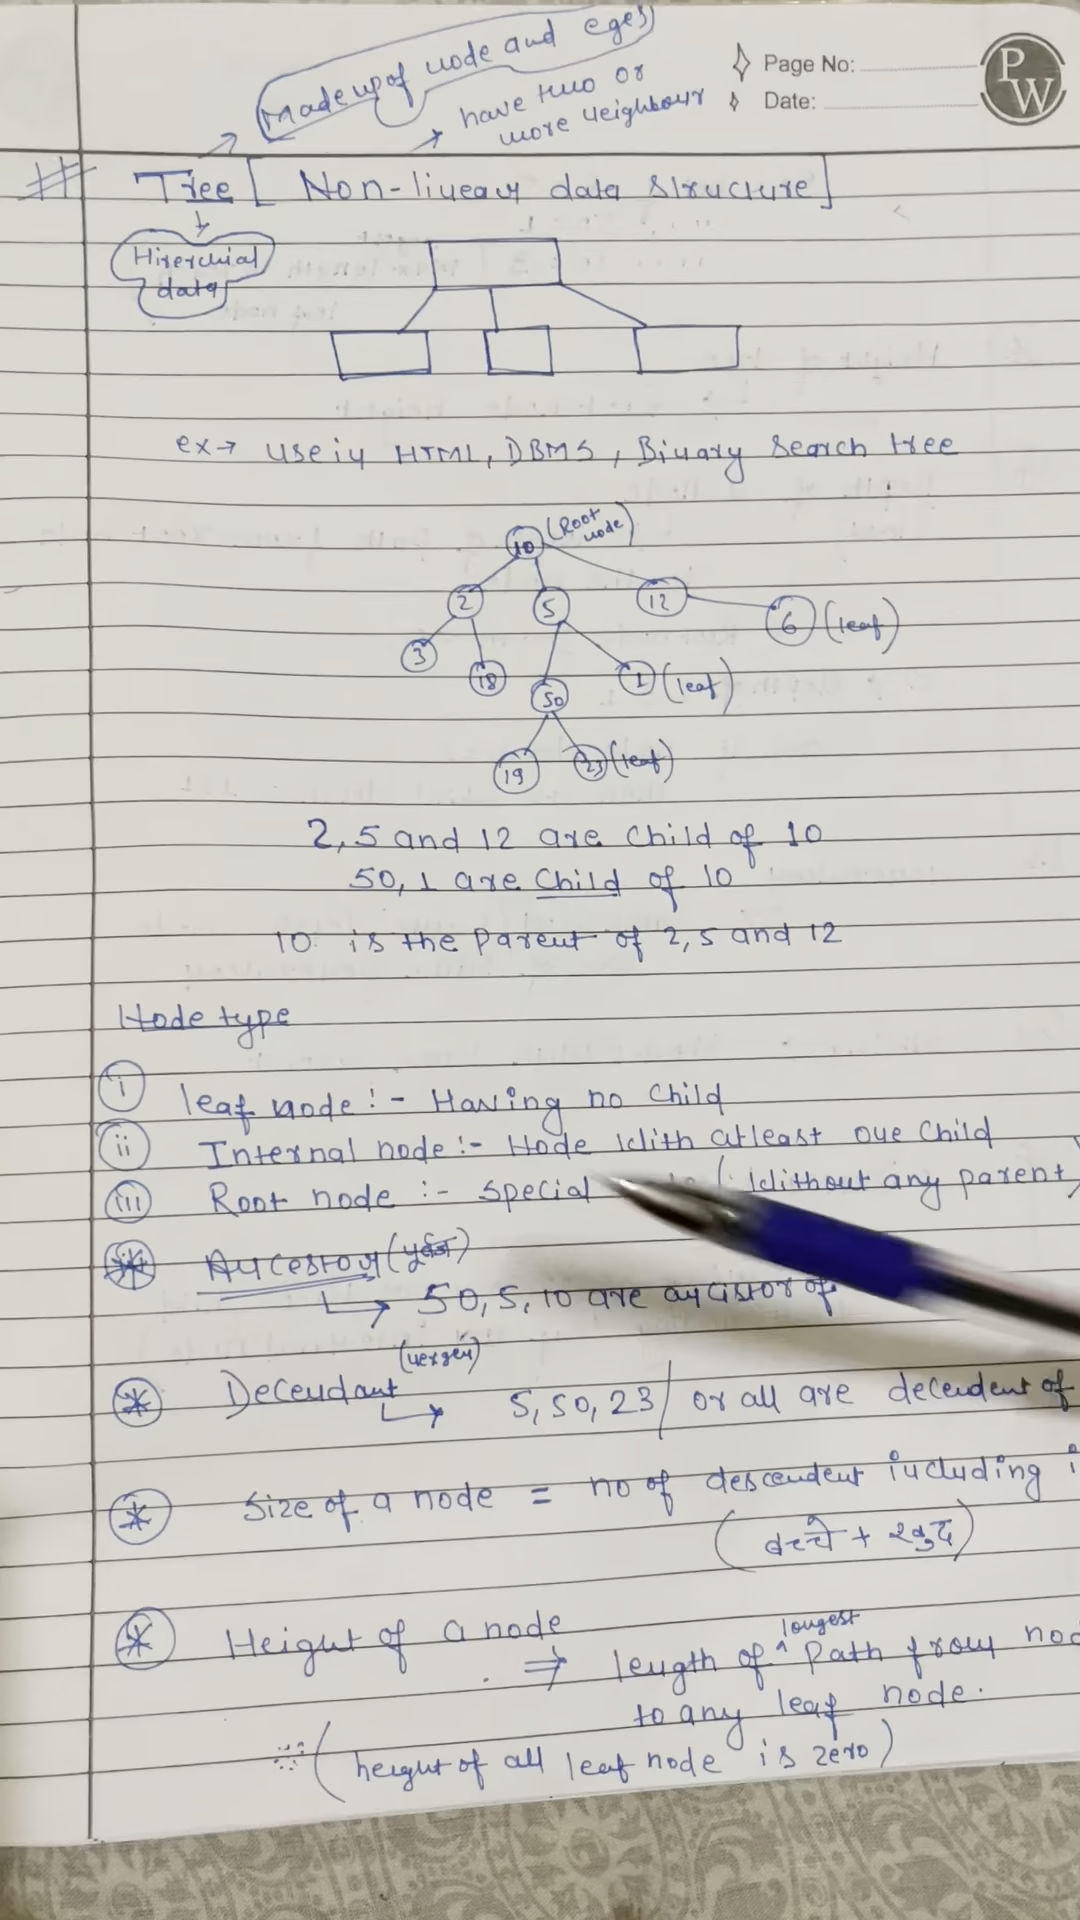 Made up of node and eges
have two or
more neighbour
Page No:
Date:
PW
# Tree [ Non-linear data structure ]
Hirerchial
data
ex → use in HTML, DBMS, Binary Search tree
10 (Root node)
2 5 12
6 (leaf)
3 18 50 1 (leaf)
19 23 (leaf)
2, 5 and 12 are child of 10
50, 1 are child of 10
10 is the parent of 2, 5 and 12
Node type
i leaf node :- Having no child
ii Internal node :- Node With atleast one child
iii Root node :- special (Without any parent)
* Ancestor (पूर्वज)
↳ 50, 5, 10 are ancistor of
* Decendant
↳ 5, 50, 23 / or all are decendent of
* Size of a node = no of descendent including
(बच्चे + खुद)
* Height of a node
⇒ length of ^ longest Path from
to any leaf node.
(height of all leaf node is zero)